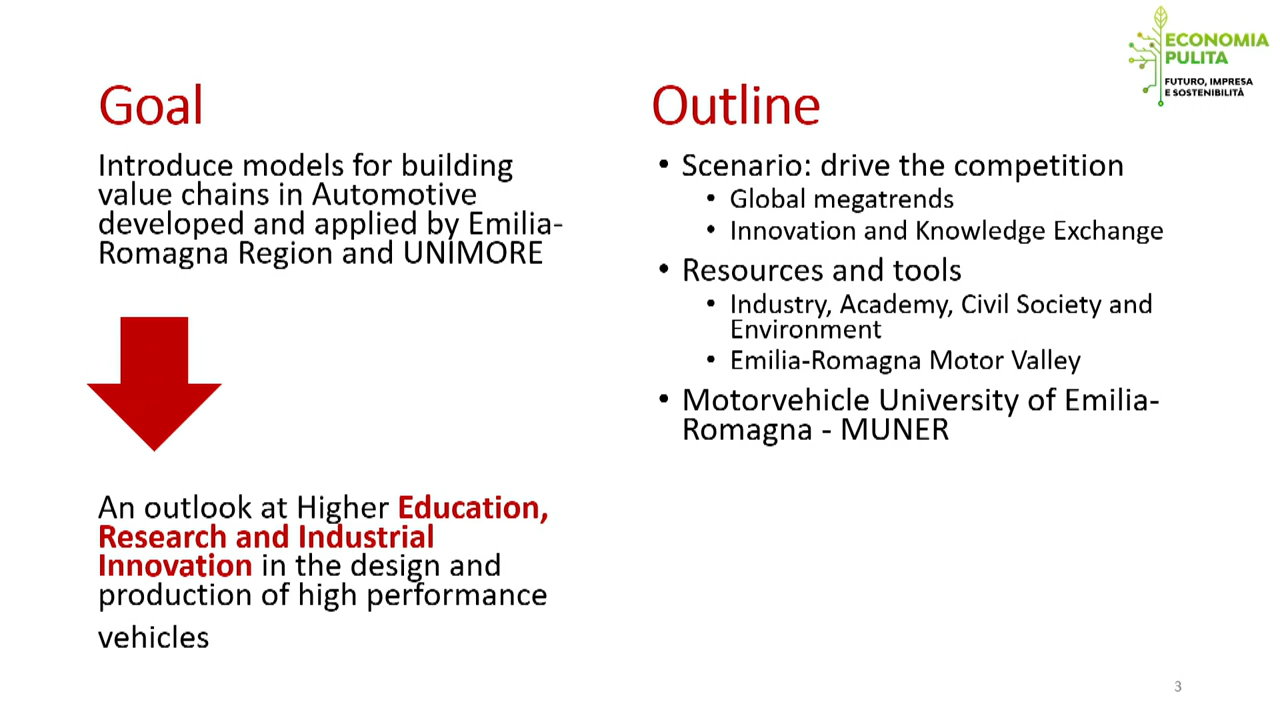 ECONOMIA
PULITA
FUTURO, IMPRESA
E SOSTENIBILITÀ
Goal
Introduce models for building
value chains in Automotive
developed and applied by Emilia-
Romagna Region and UNIMORE
An outlook at Higher Education,
Research and Industrial
Innovation in the design and
production of high performance
vehicles
Outline
• Scenario: drive the competition
• Global megatrends
• Innovation and Knowledge Exchange
• Resources and tools
• Industry, Academy, Civil Society and
Environment
• Emilia-Romagna Motor Valley
• Motorvehicle University of Emilia-
Romagna - MUNER
3